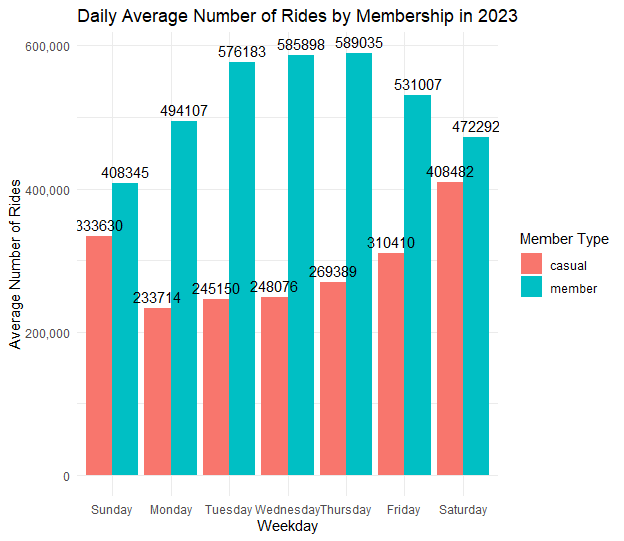 Daily Average Number of Rides by Membership in 2023
Average Number of Rides
600,000
400,000
200,000
0
333630
408345
233714
494107
245150
576183
248076
585898
269389
589035
310410
531007
408482
472292
Sunday
Monday
Tuesday
Wednesday
Thursday
Friday
Saturday
Weekday
Member Type
casual
member